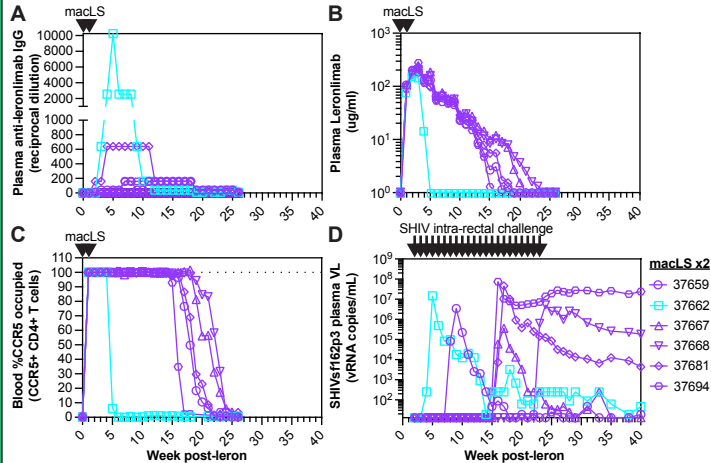 A
macLS
Plasma anti-leronlimab IgG
(reciprocal dilution)
10000
8000
6000
4000
2000
1000
800
600
400
200
0
0 5 10 15 20 25 30 35 40
B
macLS
Plasma Leronlimab
(ug/ml)
10³
10²
10¹
10⁰
0 5 10 15 20 25 30 35 40
C
macLS
Blood %CCR5 occupied
(CCR5+ CD4+ T cells)
110
100
90
80
70
60
50
40
30
20
10
0
0 5 10 15 20 25 30 35 40
Week post-leron
D
SHIV intra-rectal challenge
SHIVsf162p3 plasma VL
(vRNA copies/mL)
10⁹
10⁸
10⁷
10⁶
10⁵
10⁴
10³
10²
0 5 10 15 20 25 30 35 40
Week post-leron
macLS x2
37659
37662
37667
37668
37681
37694